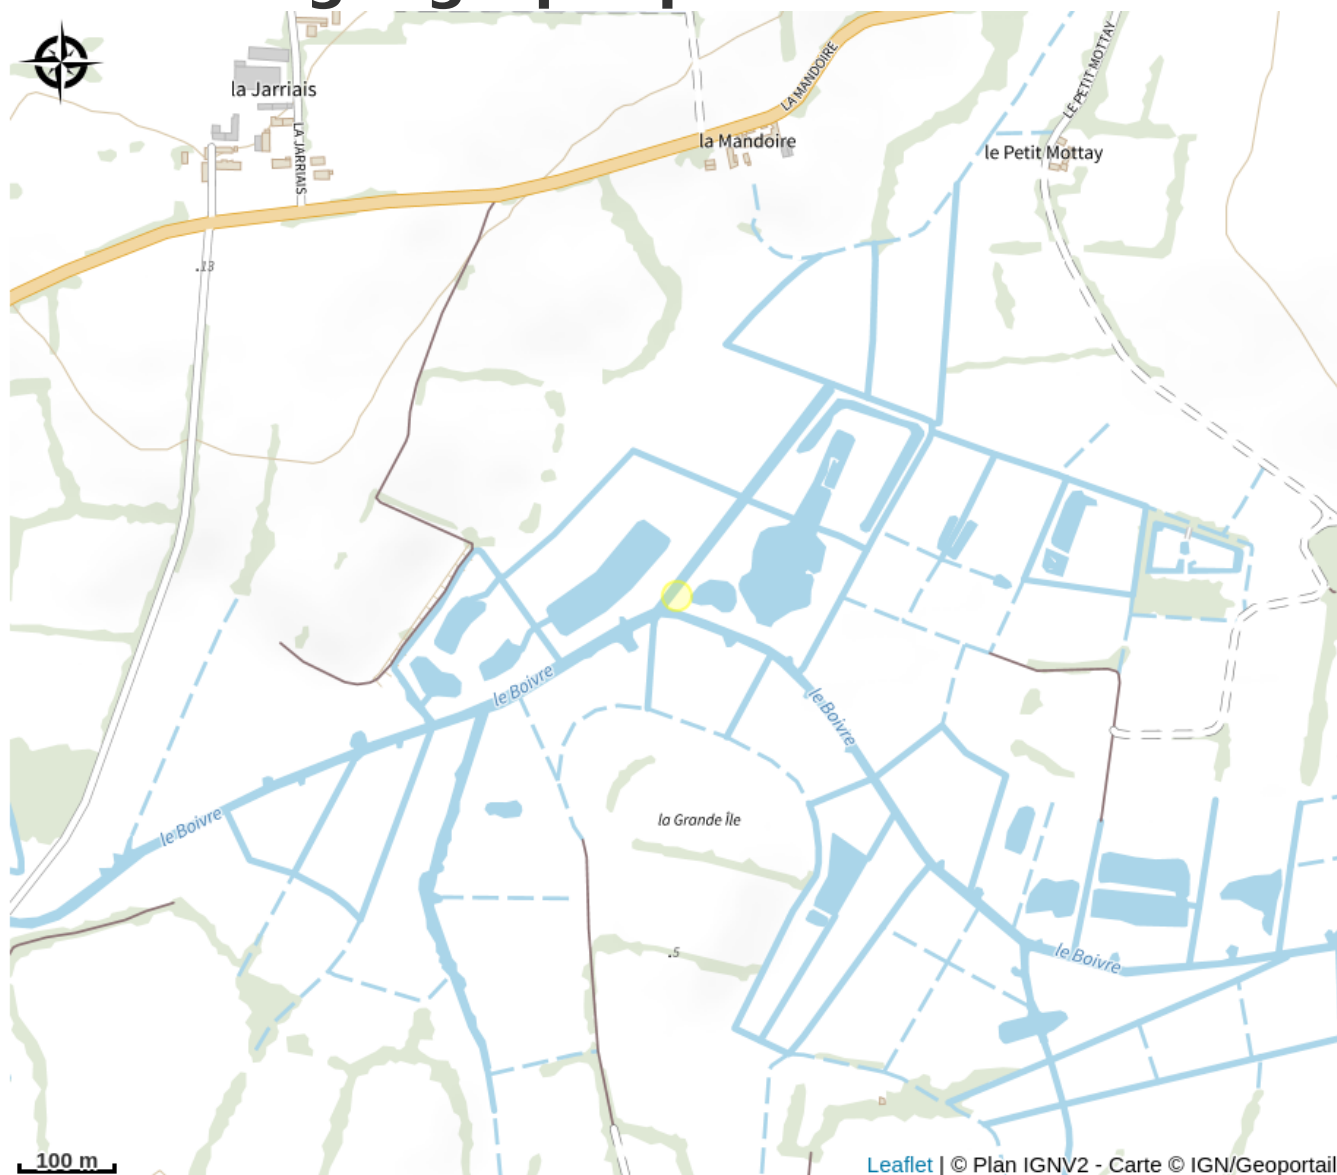 la Jarriais
LA JARRIAIS
LA MANDOIRE
la Mandoire
LE PETIT MOTTAY
le Petit Mottay
.13
le Boivre
le Boivre
le Boivre
la Grande Île
.5
le Boivre
100 m
Leaflet | © Plan IGNV2 - Carte © IGN/Geoportail